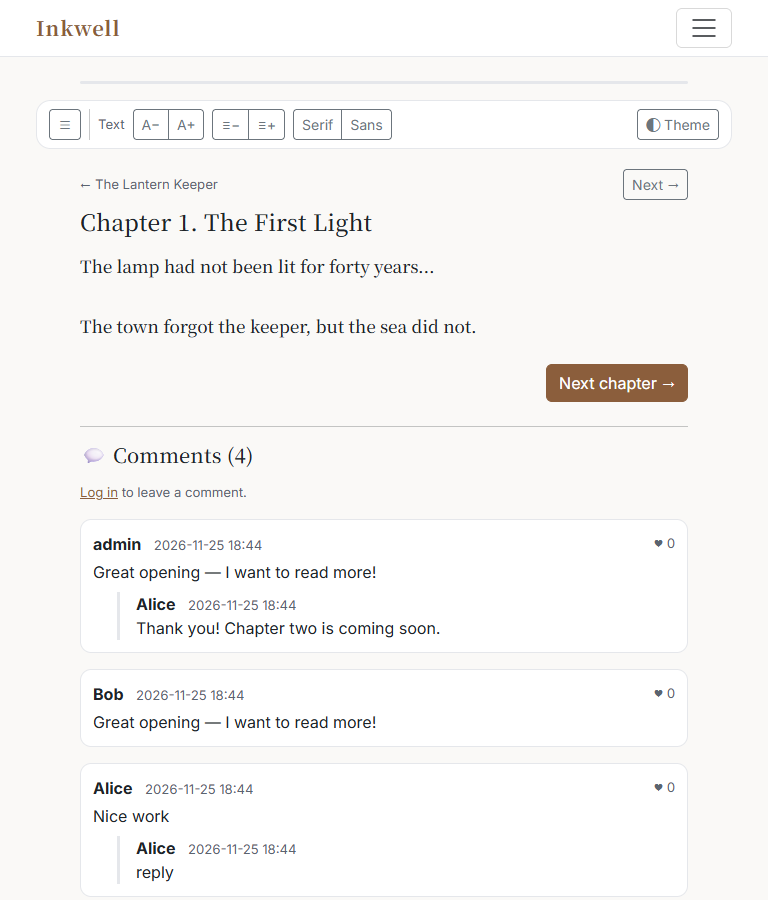 Inkwell
☰ Text A− A+ ☰− ☰+ Serif Sans Theme
← The Lantern Keeper
Next →
Chapter 1. The First Light
The lamp had not been lit for forty years...
The town forgot the keeper, but the sea did not.
Next chapter →
Comments (4)
Log in to leave a comment.
admin 2026-11-25 18:44 ♥ 0
Great opening — I want to read more!
Alice 2026-11-25 18:44
Thank you! Chapter two is coming soon.
Bob 2026-11-25 18:44 ♥ 0
Great opening — I want to read more!
Alice 2026-11-25 18:44 ♥ 0
Nice work
Alice 2026-11-25 18:44
reply